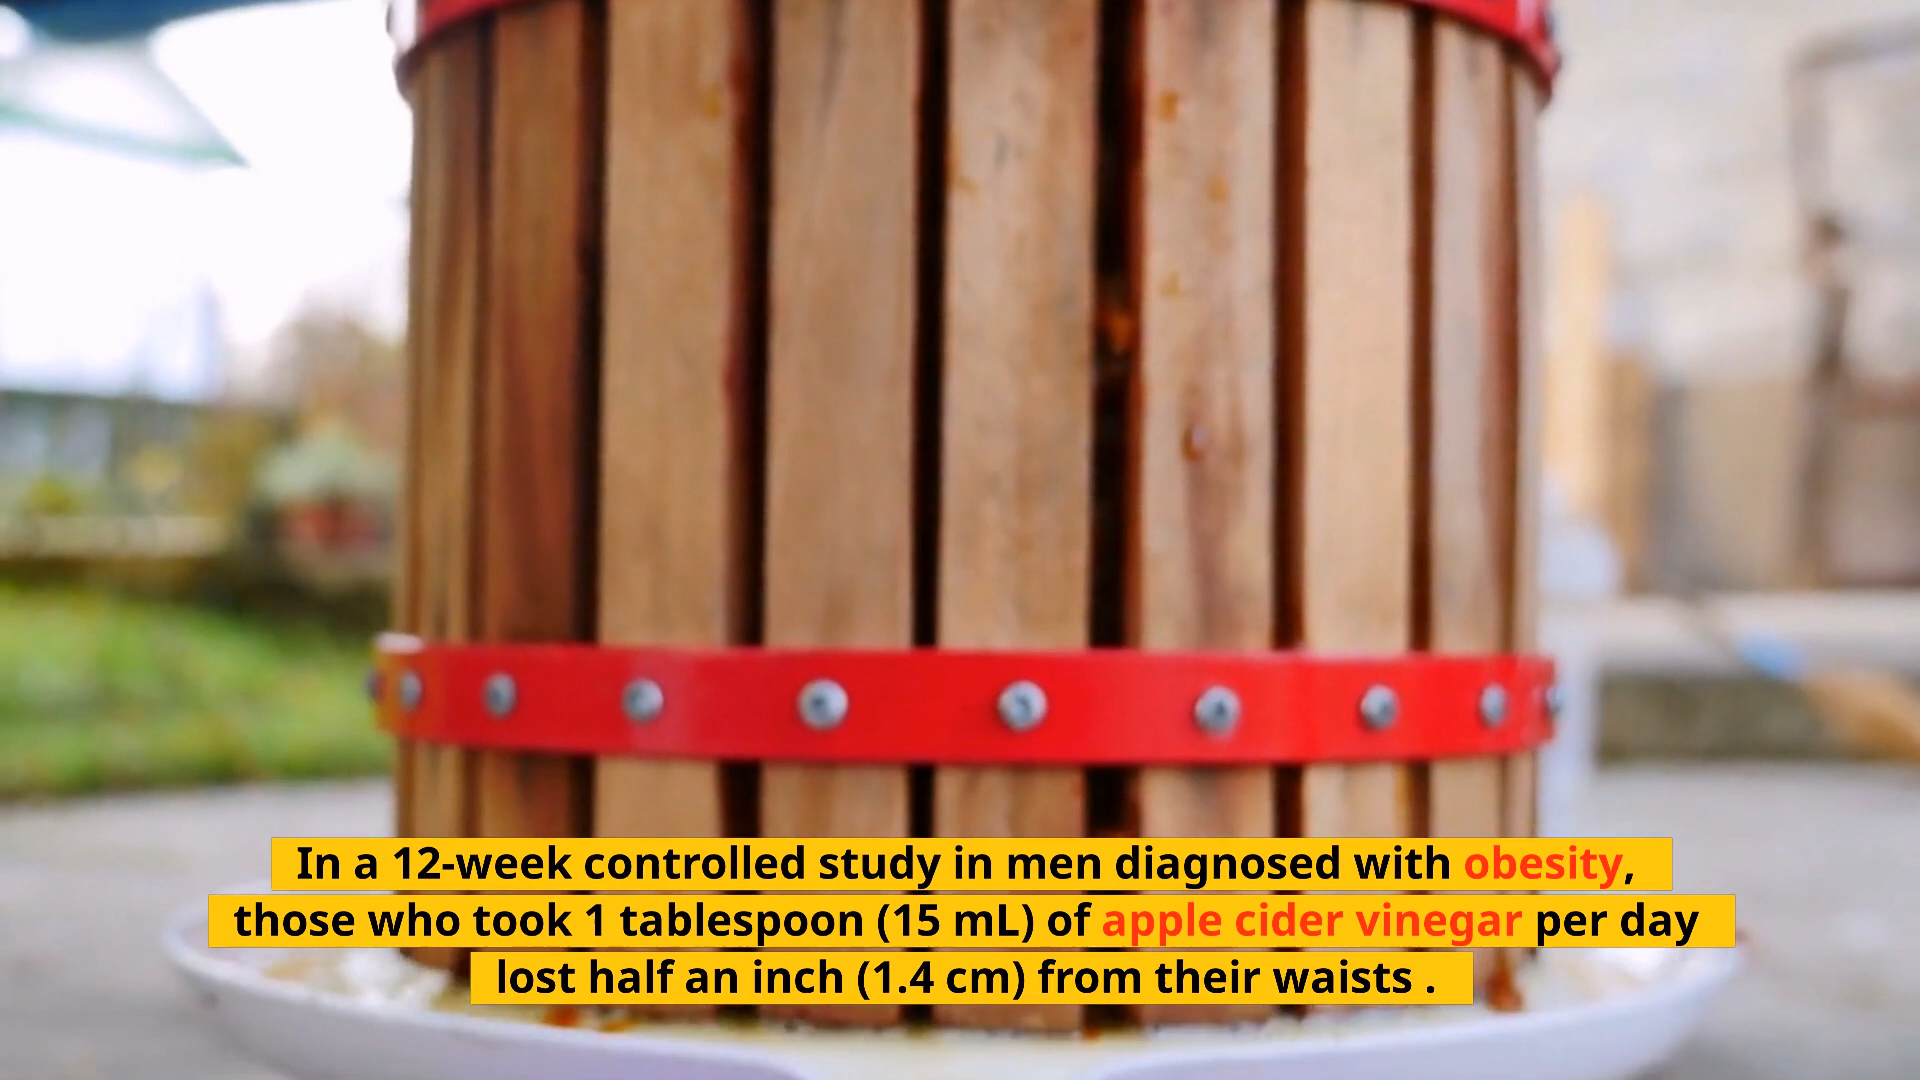 In a 12-week controlled study in men diagnosed with obesity,
those who took 1 tablespoon (15 mL) of apple cider vinegar per day
lost half an inch (1.4 cm) from their waists .